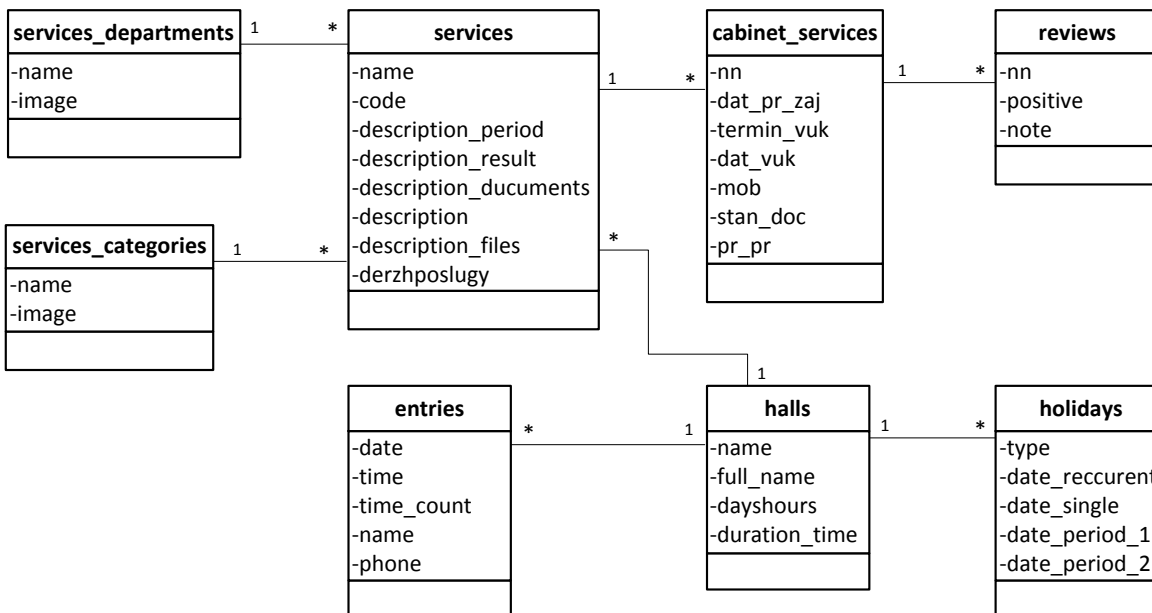 services_departments
-name
-image
1
*
services
-name
-code
-description_period
-description_result
-description_ducuments
-description
-description_files
-derzhposlugy
1
*
cabinet_services
-nn
-dat_pr_zaj
-termin_vuk
-dat_vuk
-mob
-stan_doc
-pr_pr
1
*
reviews
-nn
-positive
-note
services_categories
-name
-image
1
*
*
1
entries
-date
-time
-time_count
-name
-phone
*
1
halls
-name
-full_name
-dayshours
-duration_time
1
*
holidays
-type
-date_reccurent
-date_single
-date_period_1
-date_period_2